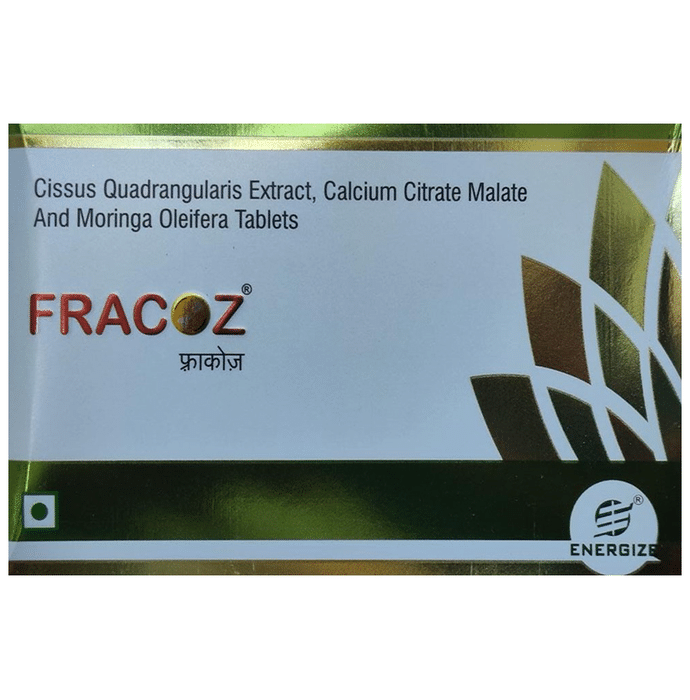 Cissus Quadrangularis Extract, Calcium Citrate Malate
And Moringa Oleifera Tablets
FRACOZ®
फ़्राकोज़
®
ENERGIZE